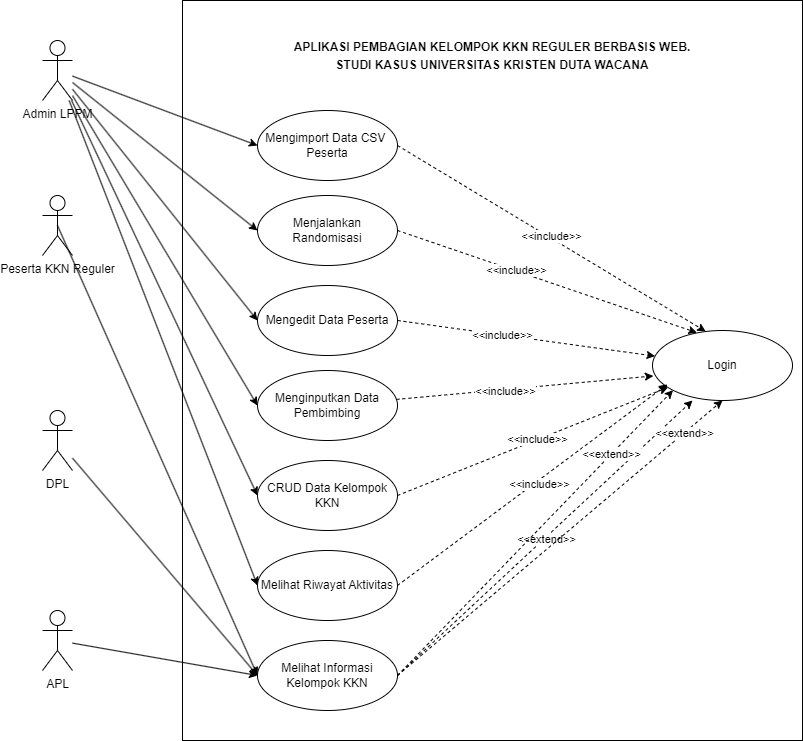 APLIKASI PEMBAGIAN KELOMPOK KKN REGULER BERBASIS WEB.
STUDI KASUS UNIVERSITAS KRISTEN DUTA WACANA
Admin LPPM
Mengimport Data CSV
Peserta
Menjalankan
Randomisasi
<<include>>
Peserta KKN Reguler
<<include>>
Mengedit Data Peserta
<<include>>
Login
Menginputkan Data
Pembimbing
<<include>>
<<extend>>
<<include>>
<<extend>>
DPL
CRUD Data Kelompok
KKN
<<include>>
<<extend>>
Melihat Riwayat Aktivitas
Melihat Informasi
Kelompok KKN
APL